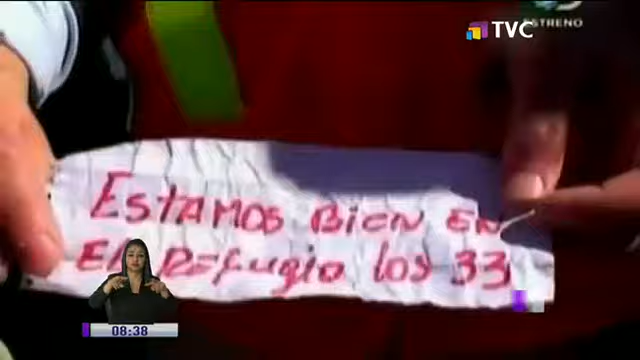 TVC
ESTRENO
ESTAMOS BIEN EN
EL REFUGIO los 33
08:38